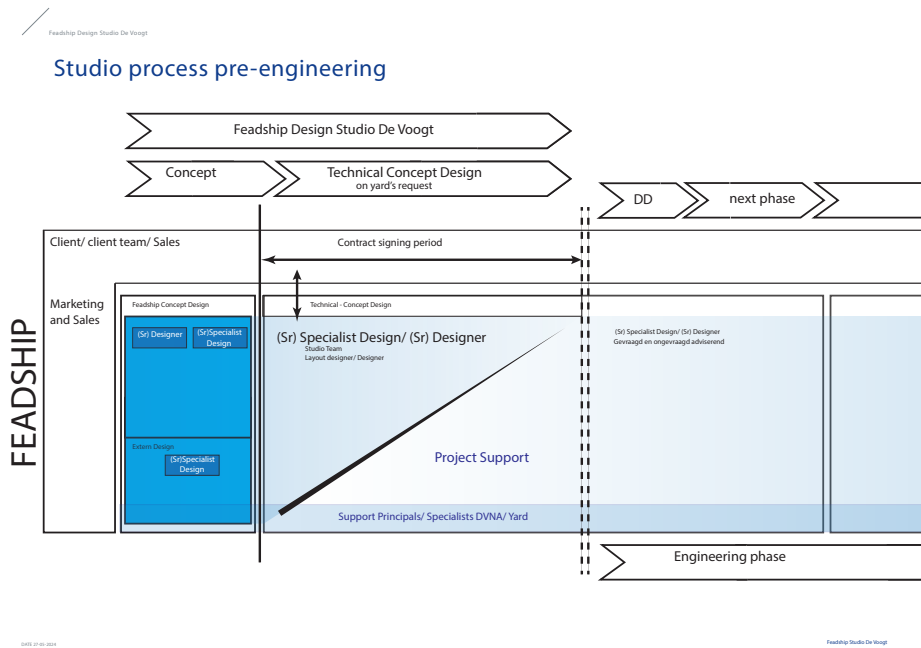 Feadship Design Studio De Voogt
Studio process pre-engineering
Feadship Design Studio De Voogt
Concept
Technical Concept Design
on yard's request
DD
next phase
Client/ client team/ Sales
Contract signing period
Marketing
and Sales
Feadship Concept Design
Technical - Concept Design
(Sr) Designer
(Sr)Specialist
Design
(Sr) Specialist Design/ (Sr) Designer
Studio Team
Layout designer/ Designer
(Sr) Specialist Design/ (Sr) Designer
Gevraagd en ongevraagd adviserend
FEADSHIP
Extern Design
(Sr)Specialist
Design
Project Support
Support Principals/ Specialists DVNA/ Yard
Engineering phase
DATE 27-05-2024
Feadship Studio De Voogt